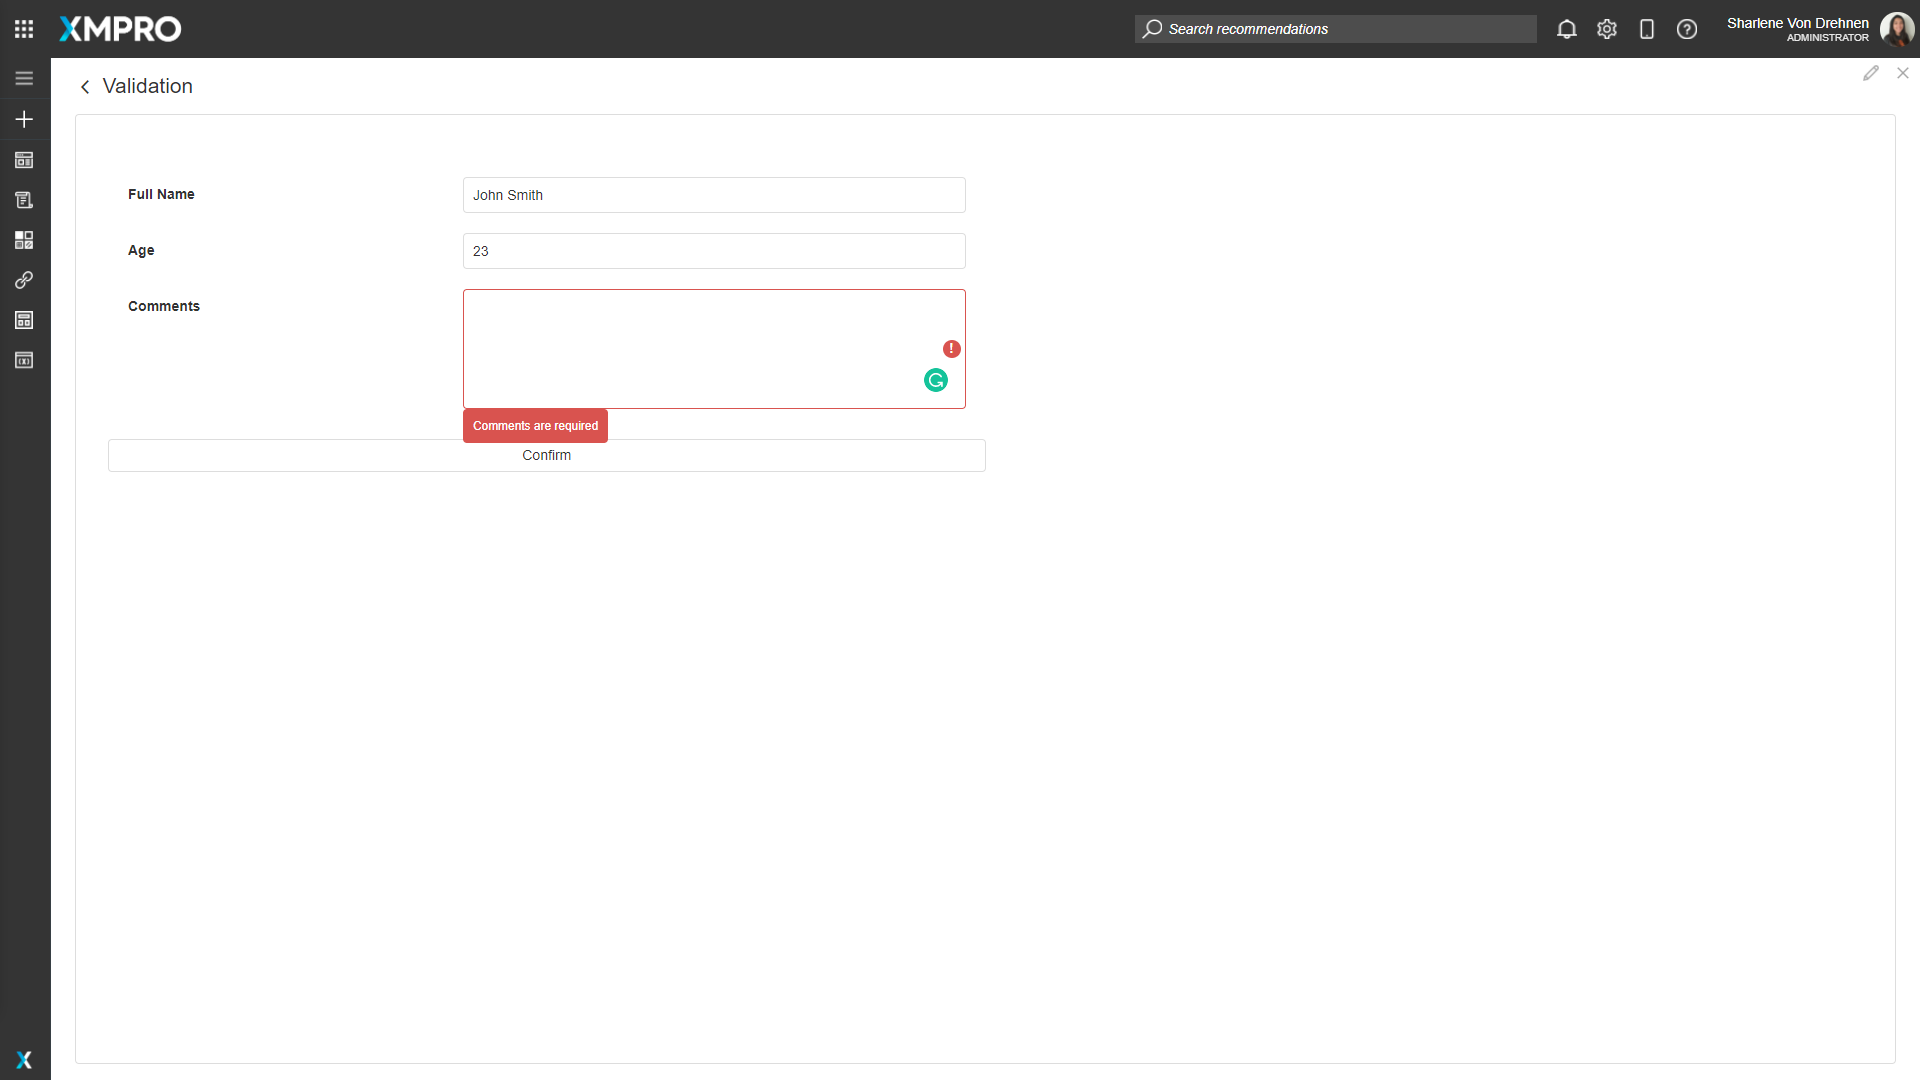 XMPRO
Search recommendations
Sharlene Von Drehnen
ADMINISTRATOR
Validation
Full Name
John Smith
Age
23
Comments
Comments are required
Confirm